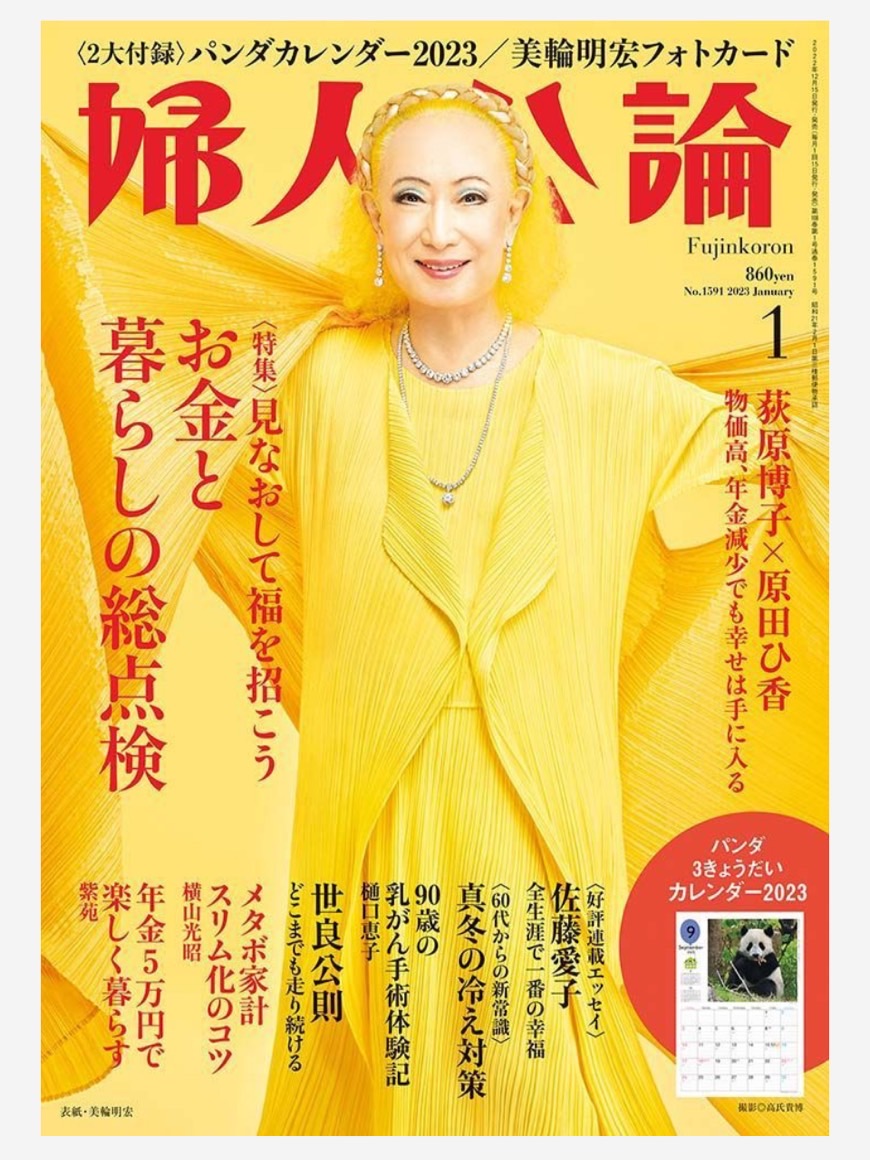 〈2大付録〉パンダカレンダー2023／美輪明宏フォトカード
婦人公論
Fujinkoron
860yen
No.1591 2023 January
1
荻原博子×原田ひ香
物価高、年金減少でも幸せは手に入る
〈特集〉見なおして福を招こう
お金と
暮らしの総点検
パンダ
3きょうだい
カレンダー2023
9
September
〈好評連載エッセイ〉
佐藤愛子
全生涯で一番の幸福
〈60代からの新常識〉
真冬の冷え対策
90歳の
乳がん手術体験記
樋口恵子
世良公則
どこまでも走り続ける
メタボ家計
スリム化のコツ
横山光昭
年金5万円で
楽しく暮らす
紫苑
表紙・美輪明宏
撮影◎高氏貴博